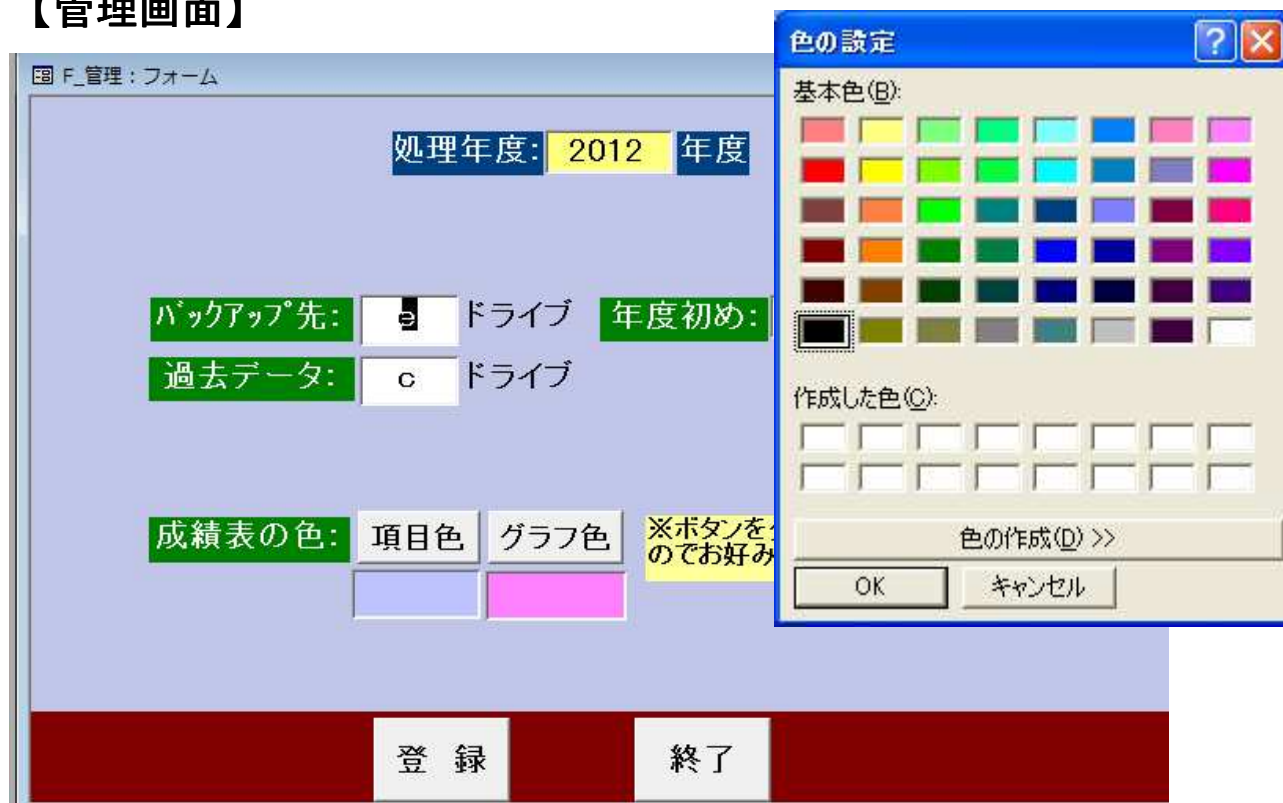 【管理画面】
F_管理：フォーム
処理年度: 2012 年度
ﾊﾞｯｸｱｯﾌﾟ先: e ドライブ 年度初め:
過去データ: c ドライブ
成績表の色: 項目色 グラフ色
※ボタンを
のでお好み
登 録 終了
色の設定
基本色(B):
作成した色(C):
色の作成(D) >>
OK キャンセル